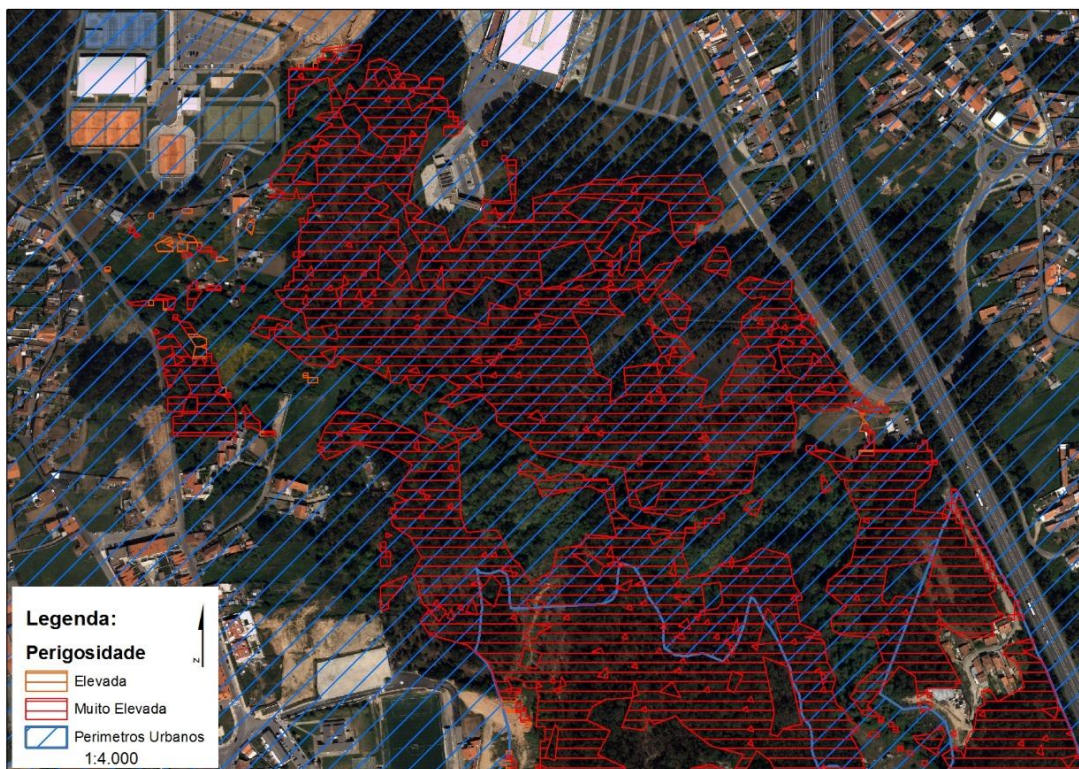 Legenda:
Perigosidade
N
Elevada
Muito Elevada
Perimetros Urbanos
1:4.000